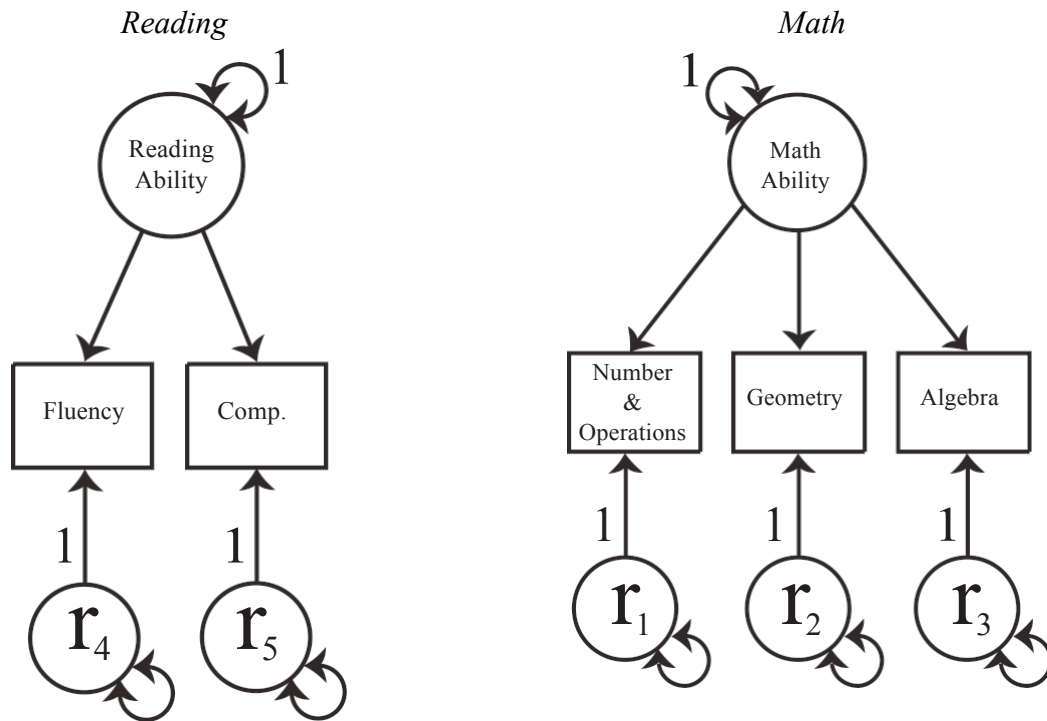 Reading
1
Reading
Ability
Fluency
Comp.
1
1
r4
r5
Math
1
Math
Ability
Number
&
Operations
Geometry
Algebra
1
1
1
r1
r2
r3